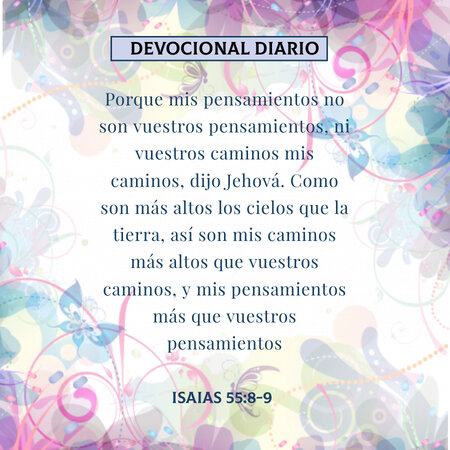 DEVOCIONAL DIARIO
Porque mis pensamientos no
son vuestros pensamientos, ni
vuestros caminos mis
caminos, dijo Jehová. Como
son más altos los cielos que la
tierra, así son mis caminos
más altos que vuestros
caminos, y mis pensamientos
más que vuestros
pensamientos
ISAIAS 55:8-9